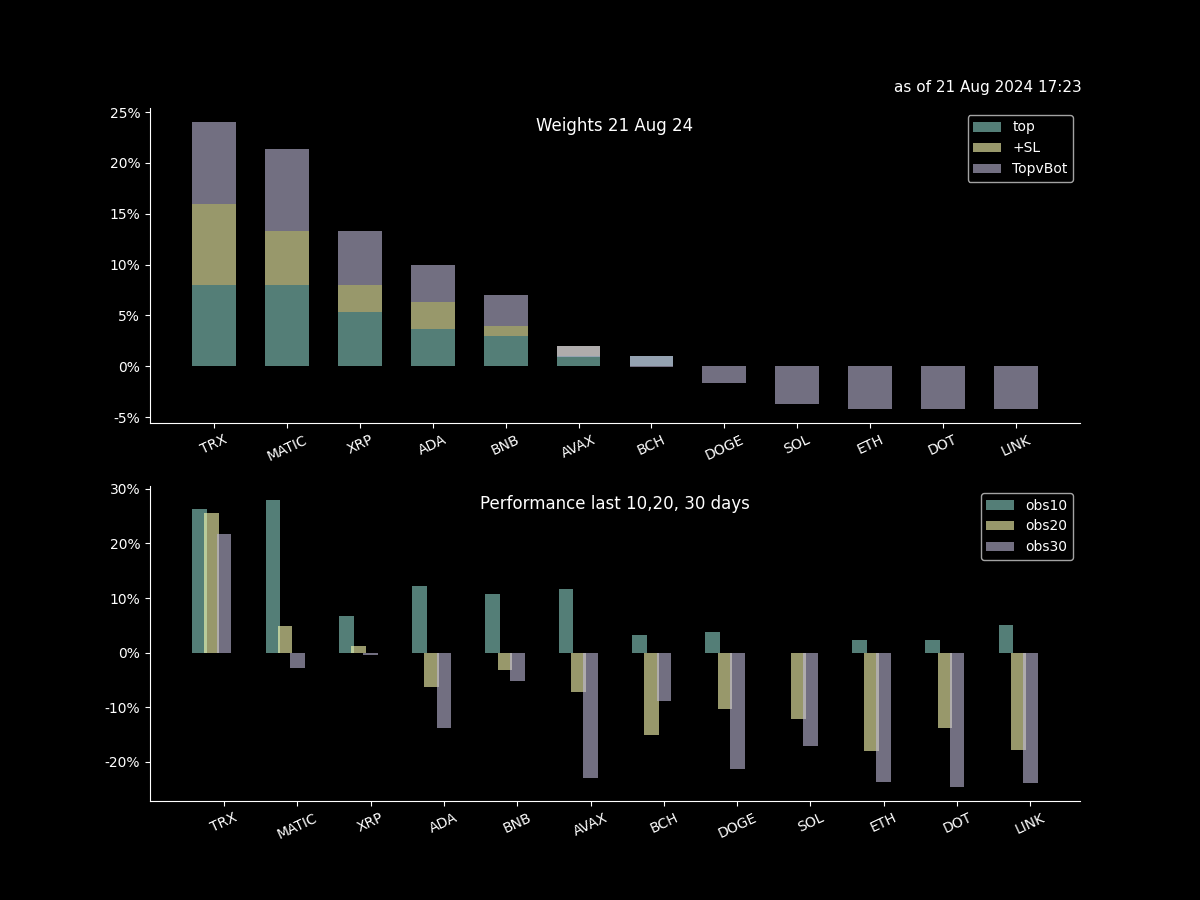 as of 21 Aug 2024 17:23
Weights 21 Aug 24
top
+SL
TopvBot
25%
20%
15%
10%
5%
0%
-5%
TRX MATIC XRP ADA BNB AVAX BCH DOGE SOL ETH DOT LINK
Performance last 10,20, 30 days
obs10
obs20
obs30
30%
20%
10%
0%
-10%
-20%
TRX MATIC XRP ADA BNB AVAX BCH DOGE SOL ETH DOT LINK